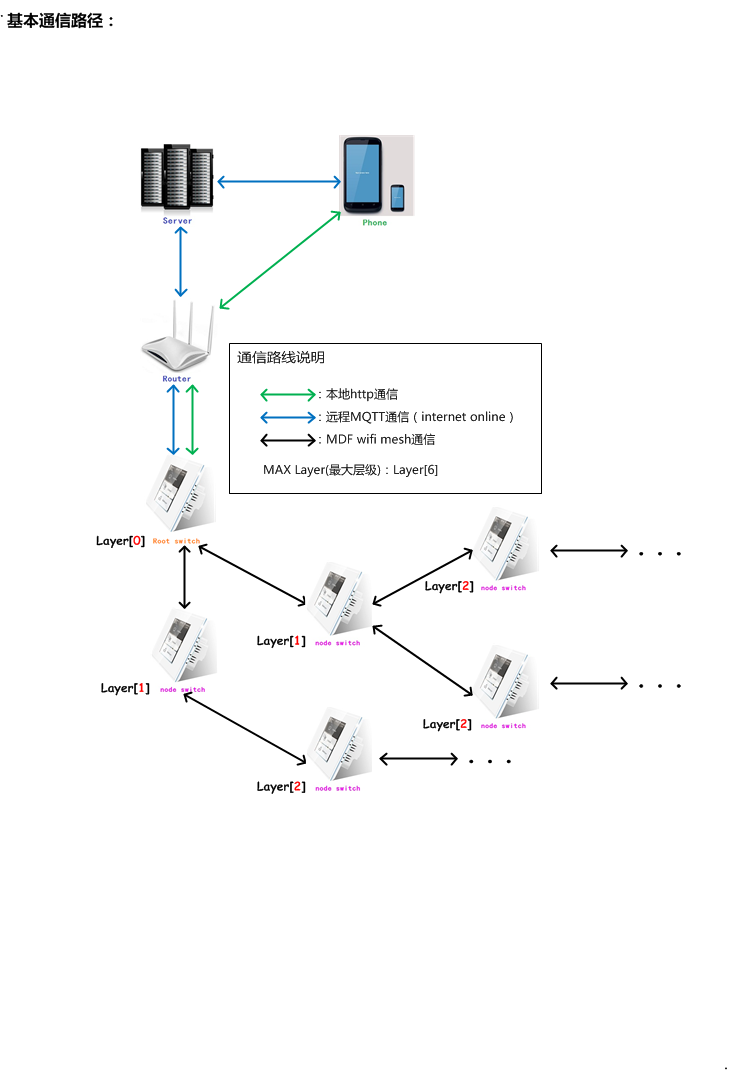 基本通信路径：
Server
Phone
Router
通信路线说明
：本地http通信
：远程MQTT通信（internet online）
：MDF wifi mesh通信
MAX Layer(最大层级)：Layer[6]
Layer[0] Root switch
Layer[2] node switch
. . .
Layer[1] node switch
Layer[1] node switch
Layer[2] node switch
. . .
Layer[2] node switch
. . .